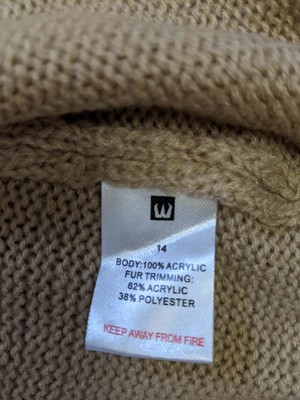 W
14
BODY:100% ACRYLIC
FUR TRIMMING:
62% ACRYLIC
38% POLYESTER
KEEP AWAY FROM FIRE